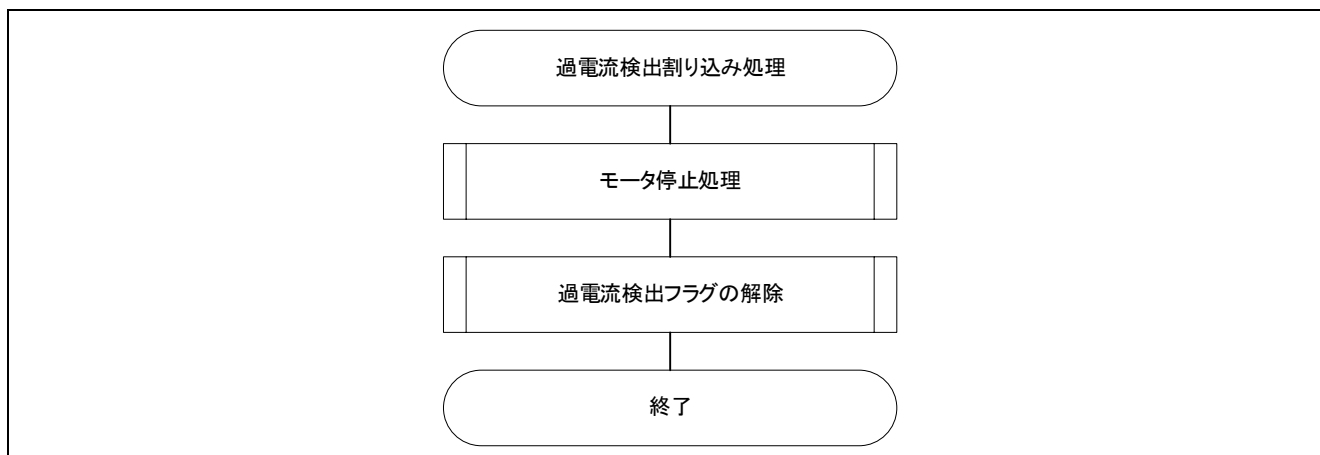 過電流検出割り込み処理
モータ停止処理
過電流検出フラグの解除
終了